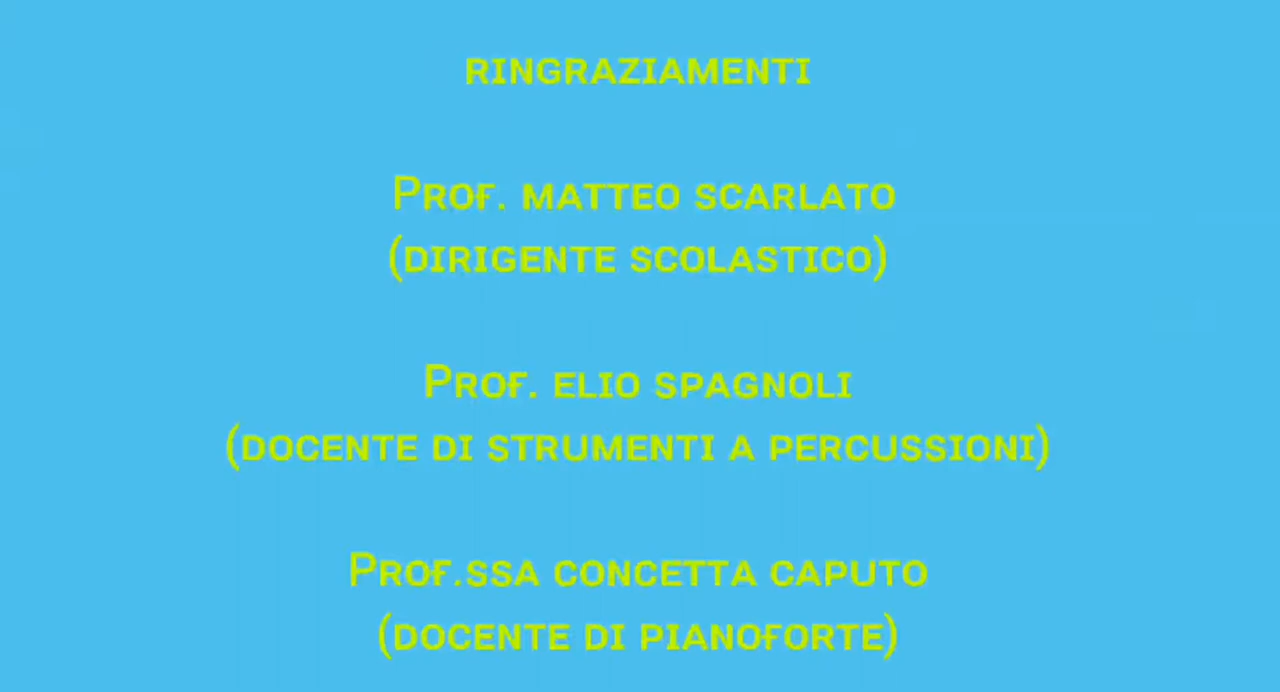 RINGRAZIAMENTI
PROF. MATTEO SCARLATO
(DIRIGENTE SCOLASTICO)
PROF. ELIO SPAGNOLI
(DOCENTE DI STRUMENTI A PERCUSSIONI)
PROF.SSA CONCETTA CAPUTO
(DOCENTE DI PIANOFORTE)